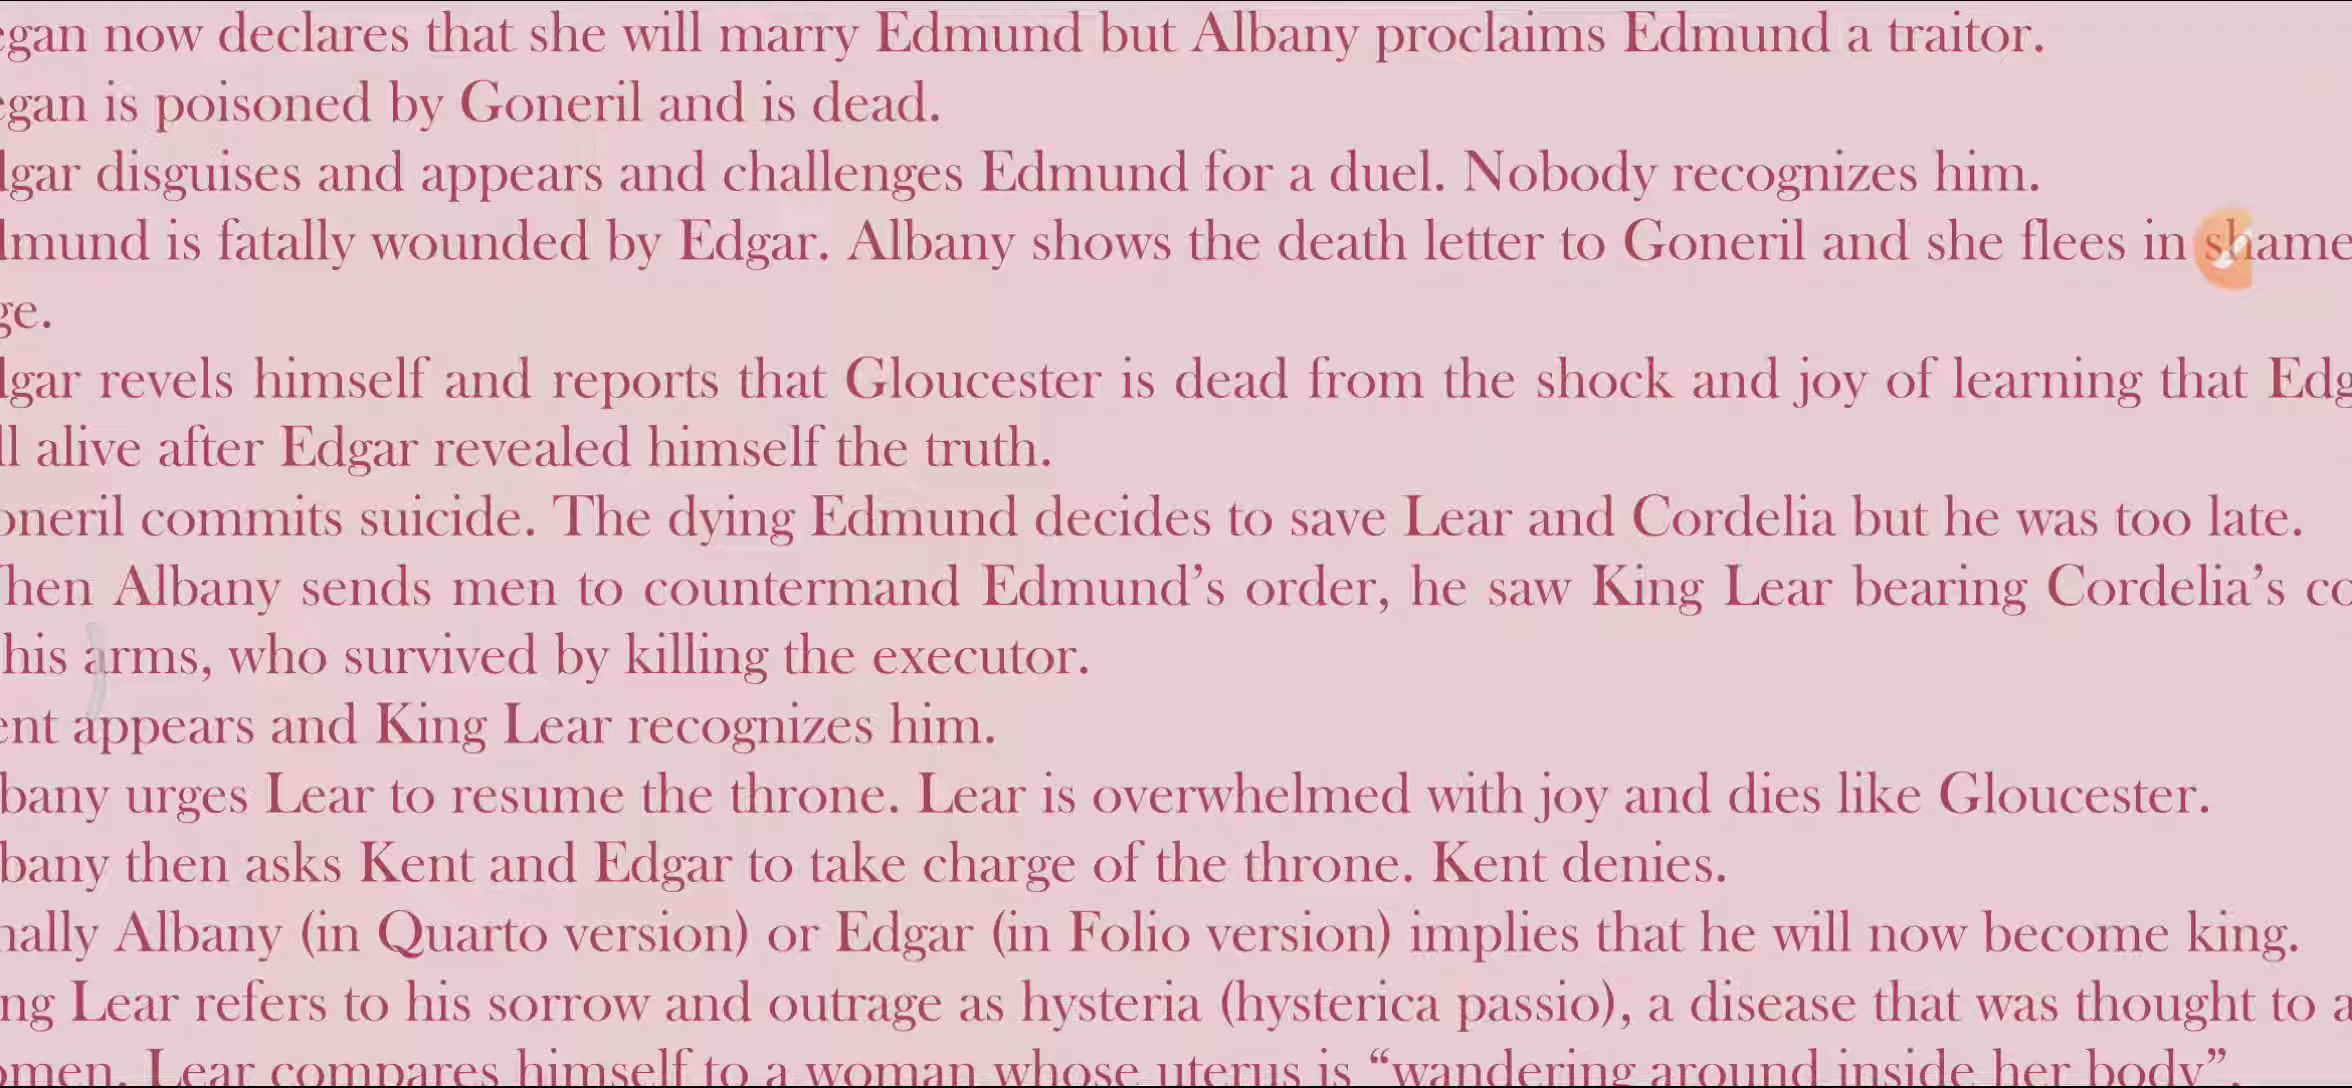 egan now declares that she will marry Edmund but Albany proclaims Edmund a traitor.
egan is poisoned by Goneril and is dead.
dgar disguises and appears and challenges Edmund for a duel. Nobody recognizes him.
dmund is fatally wounded by Edgar. Albany shows the death letter to Goneril and she flees in shame
ge.
dgar revels himself and reports that Gloucester is dead from the shock and joy of learning that Edg
ll alive after Edgar revealed himself the truth.
oneril commits suicide. The dying Edmund decides to save Lear and Cordelia but he was too late.
hen Albany sends men to countermand Edmund’s order, he saw King Lear bearing Cordelia’s co
his arms, who survived by killing the executor.
ent appears and King Lear recognizes him.
bany urges Lear to resume the throne. Lear is overwhelmed with joy and dies like Gloucester.
bany then asks Kent and Edgar to take charge of the throne. Kent denies.
nally Albany (in Quarto version) or Edgar (in Folio version) implies that he will now become king.
ng Lear refers to his sorrow and outrage as hysteria (hysterica passio), a disease that was thought to a
omen. Lear compares himself to a woman whose uterus is “wandering around inside her body”.